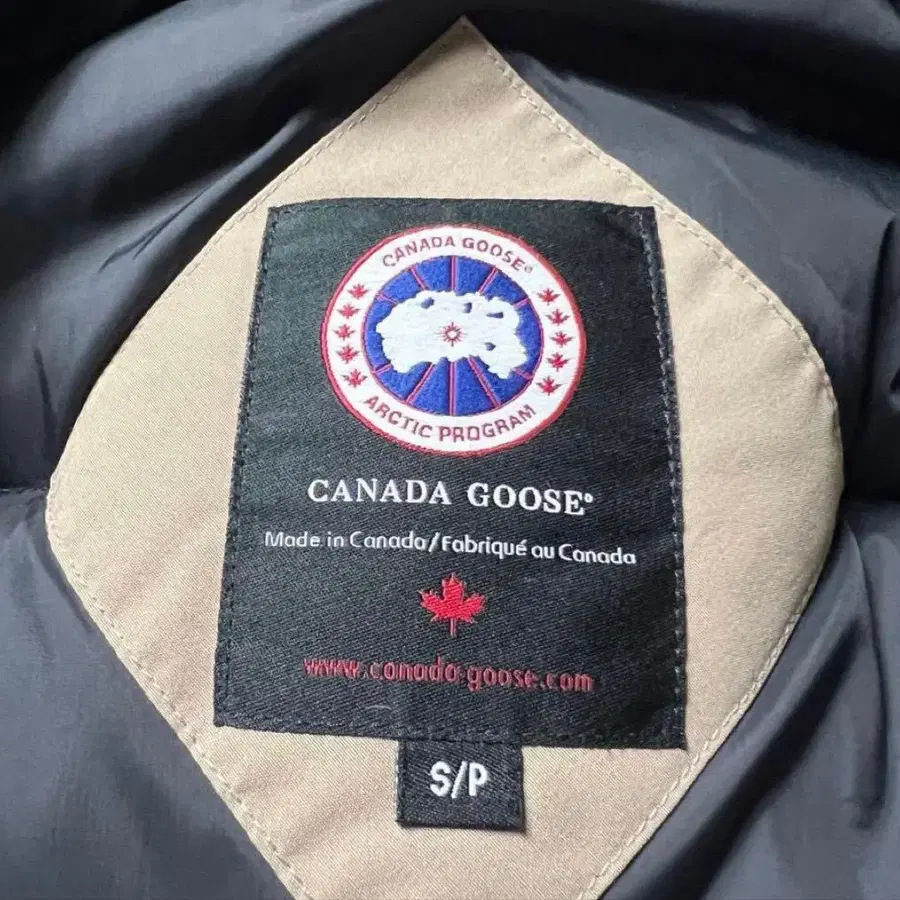 CANADA GOOSE®
ARCTIC PROGRAM
CANADA GOOSE®
Made in Canada/Fabriqué au Canada
www.canada-goose.com
S/P